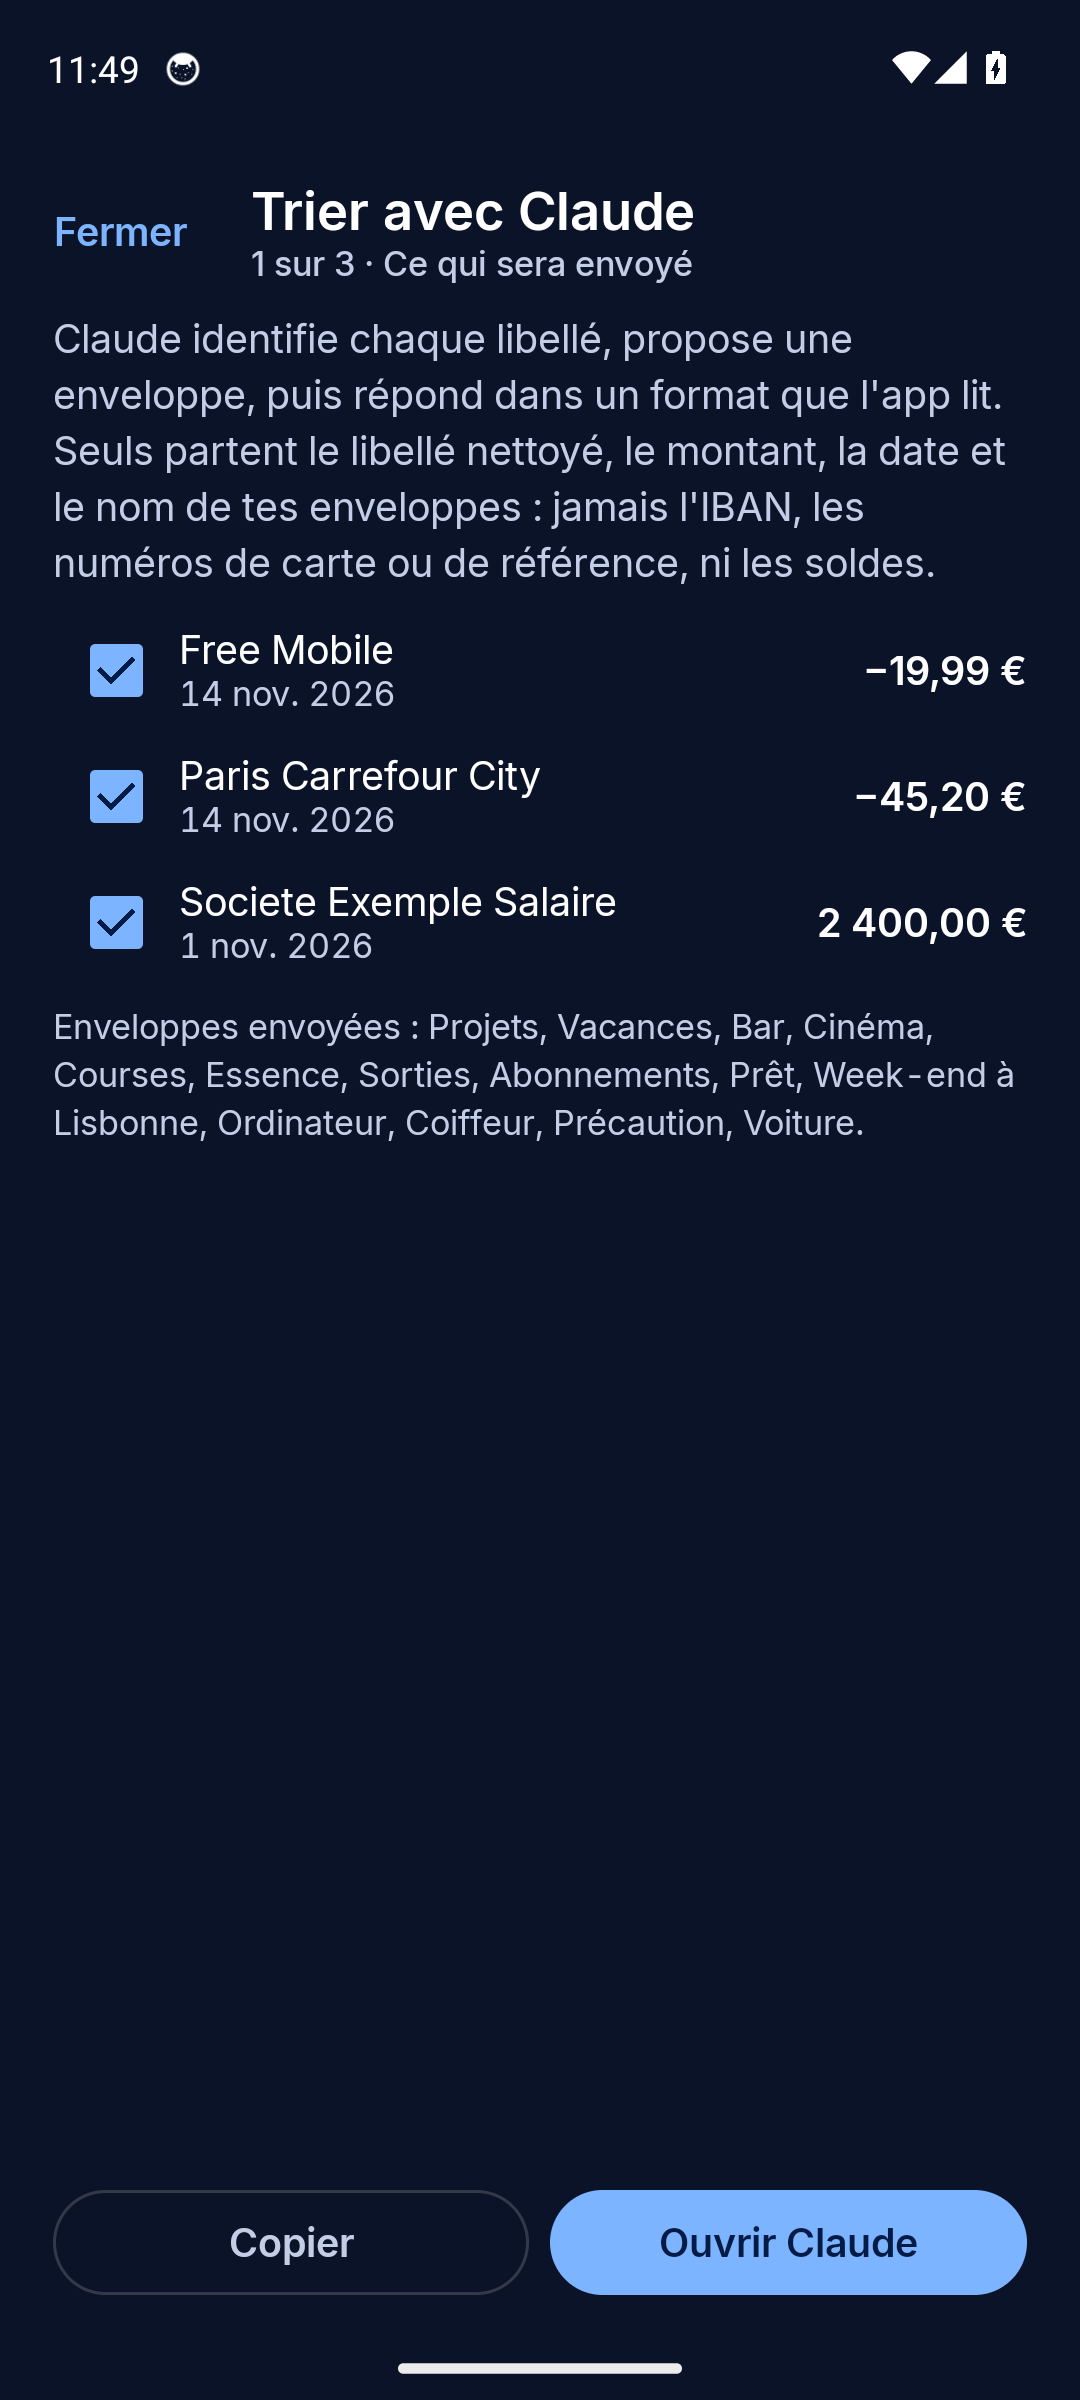 11:49
Fermer
Trier avec Claude
1 sur 3 · Ce qui sera envoyé
Claude identifie chaque libellé, propose une
enveloppe, puis répond dans un format que l'app lit.
Seuls partent le libellé nettoyé, le montant, la date et
le nom de tes enveloppes : jamais l'IBAN, les
numéros de carte ou de référence, ni les soldes.
Free Mobile
14 nov. 2026
−19,99 €
Paris Carrefour City
14 nov. 2026
−45,20 €
Societe Exemple Salaire
1 nov. 2026
2 400,00 €
Enveloppes envoyées : Projets, Vacances, Bar, Cinéma,
Courses, Essence, Sorties, Abonnements, Prêt, Week-end à
Lisbonne, Ordinateur, Coiffeur, Précaution, Voiture.
Copier
Ouvrir Claude